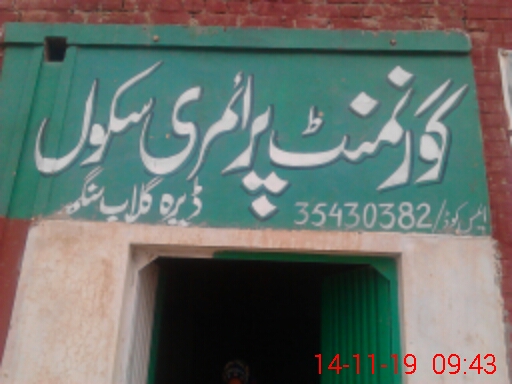 گورنمنٹ پرائمری سکول
ایمس کوڈ/35430382 ڈیرہ گلاب سنگھ
14-11-19 09:43